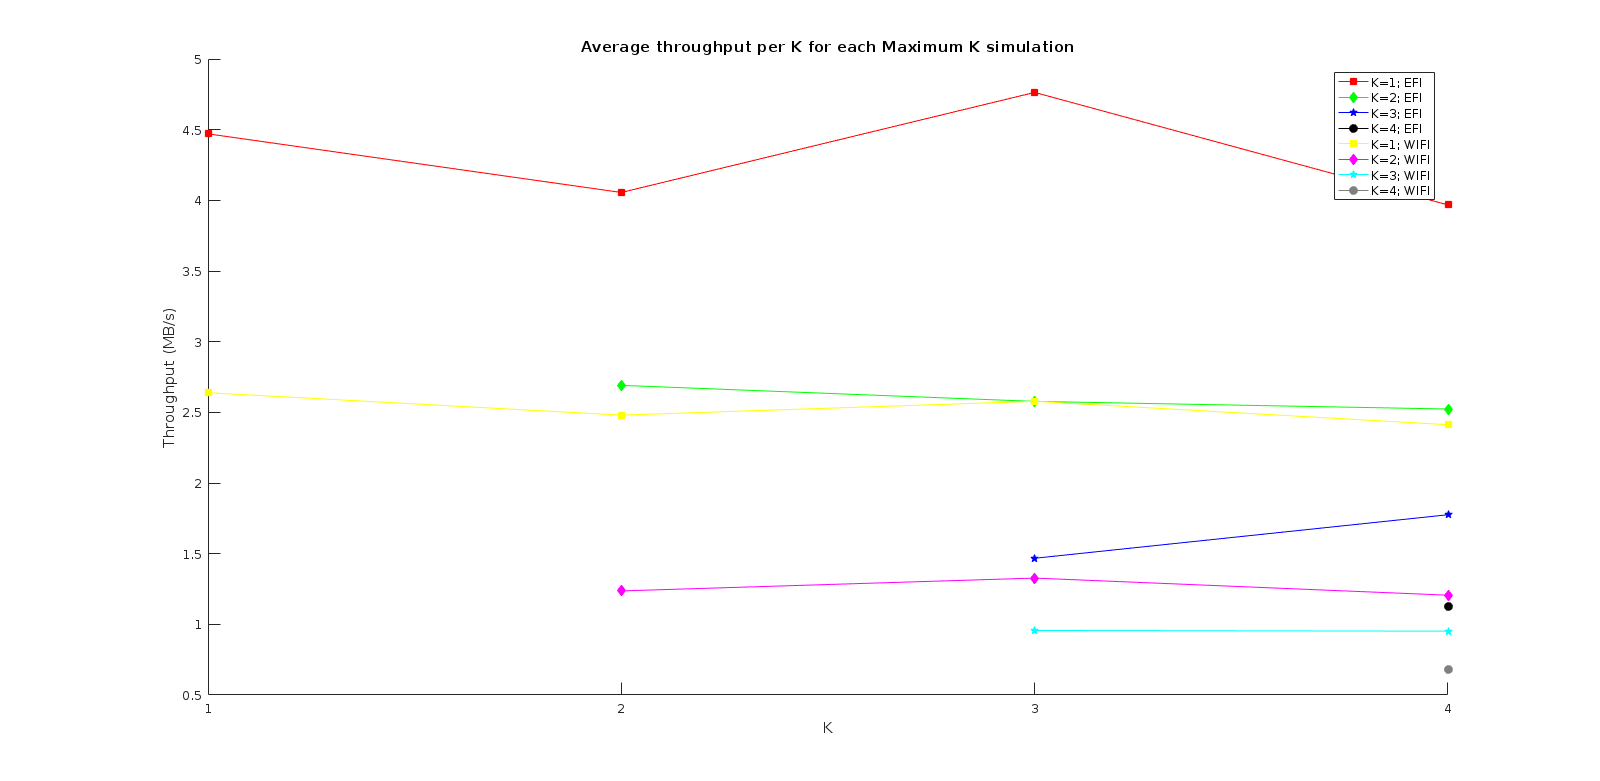 Average throughput per K for each Maximum K simulation
5
4.5
4
3.5
3
2.5
2
1.5
1
0.5
Throughput (MB/s)
K=1; EFI
K=2; EFI
K=3; EFI
K=4; EFI
K=1; WIFI
K=2; WIFI
K=3; WIFI
K=4; WIFI
1 2 3 4
K